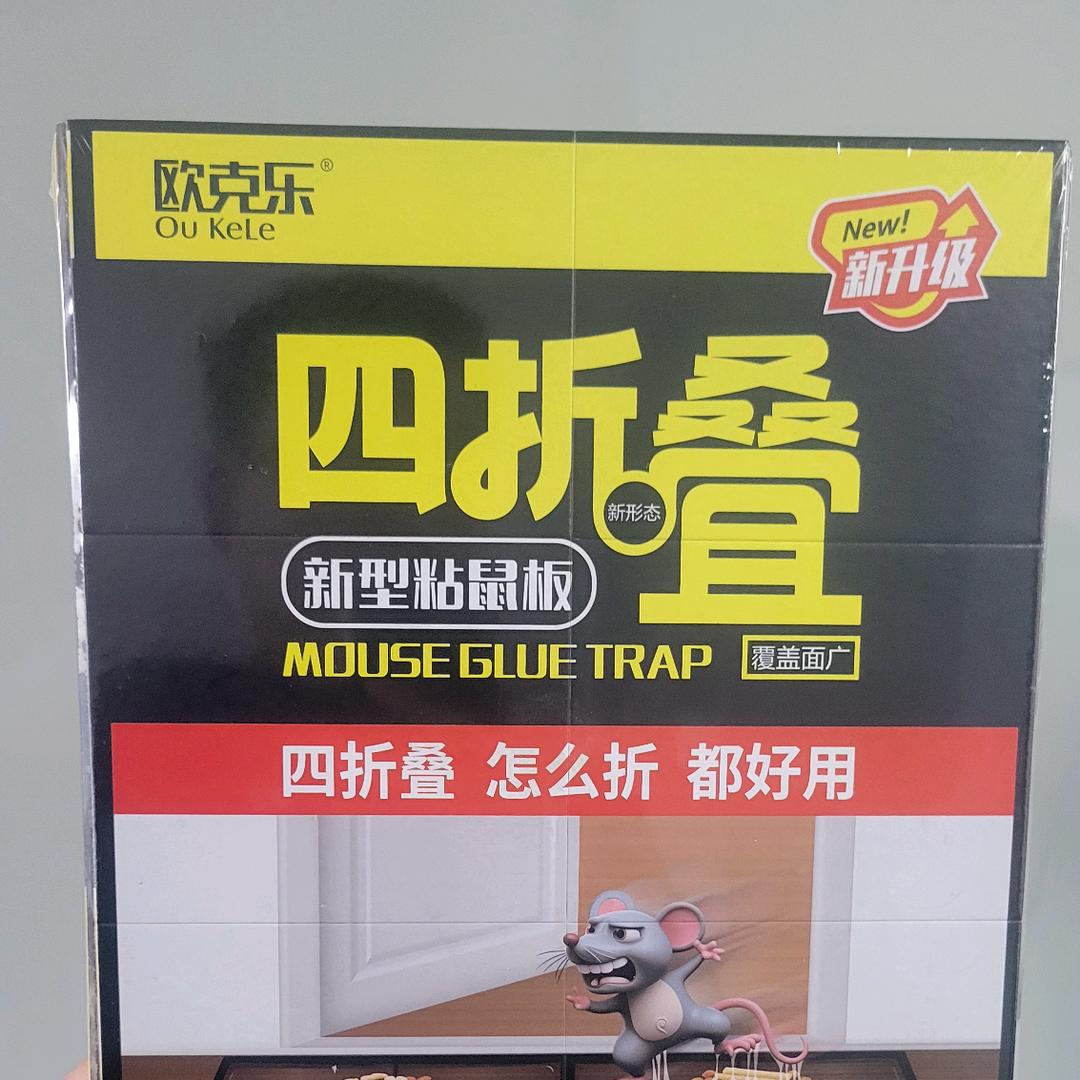 欧克乐®
Ou KeLe
New!
新升级
四折叠
新形态
新型粘鼠板
MOUSE GLUE TRAP
覆盖面广
四折叠 怎么折 都好用